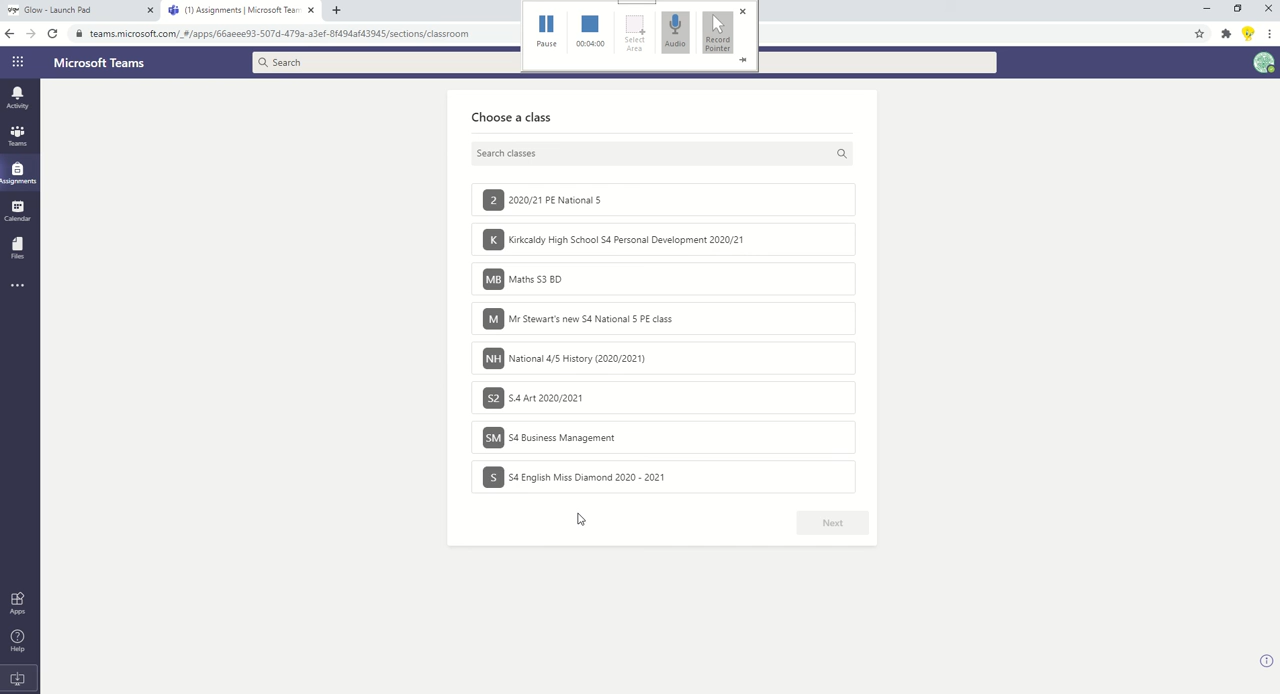 Glow - Launch Pad
(1) Assignments | Microsoft Team
teams.microsoft.com/_#/apps/66aeee93-507d-479a-a3ef-8f494af43945/sections/classroom
Pause
00:04:00
Select
Area
Audio
Record
Pointer
Microsoft Teams
Search
Activity
Teams
Assignments
Calendar
Files
Apps
Help
Choose a class
Search classes
2 2020/21 PE National 5
K Kirkcaldy High School S4 Personal Development 2020/21
MB Maths S3 BD
M Mr Stewart's new S4 National 5 PE class
NH National 4/5 History (2020/2021)
S2 S.4 Art 2020/2021
SM S4 Business Management
S S4 English Miss Diamond 2020 - 2021
Next